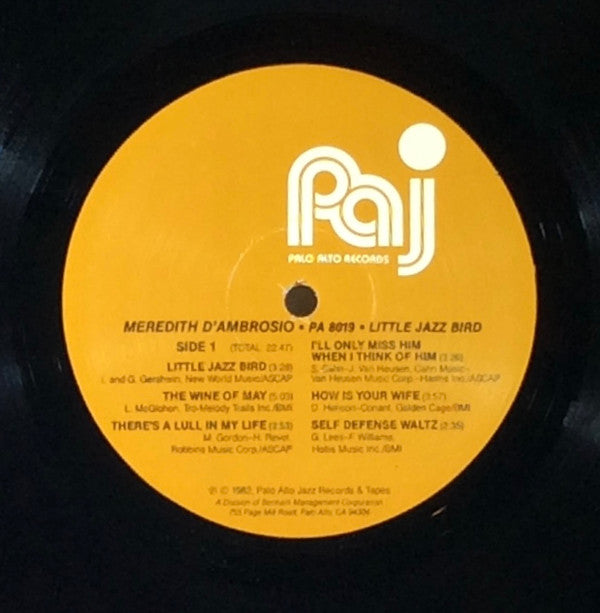 Paj
PALO ALTO RECORDS
MEREDITH D'AMBROSIO • PA 8019 • LITTLE JAZZ BIRD
SIDE 1 (TOTAL: 22:47)
LITTLE JAZZ BIRD (3:28)
I. and G. Gershwin, New World Music/ASCAP
THE WINE OF MAY (5:03)
L. McGlohon, Tro-Melody Trails Inc./BMI
THERE'S A LULL IN MY LIFE (3:53)
M. Gordon-H. Revel,
Robbins Music Corp./ASCAP
I'LL ONLY MISS HIM
WHEN I THINK OF HIM
S. Cahn-J. Van Heusen, Cahn Music-
Van Heusen Music Corp.-Harms Inc./ASCAP
HOW IS YOUR WIFE (3:57)
D. Henson-Conant, Golden Cage/BMI
SELF DEFENSE WALTZ (2:35)
G. Lees-F. Williams,
Hollis Music Inc./BMI
℗ © 1983, Palo Alto Jazz Records & Tapes
A Division of Benham Management Corporation
755 Page Mill Road, Palo Alto, CA 94304